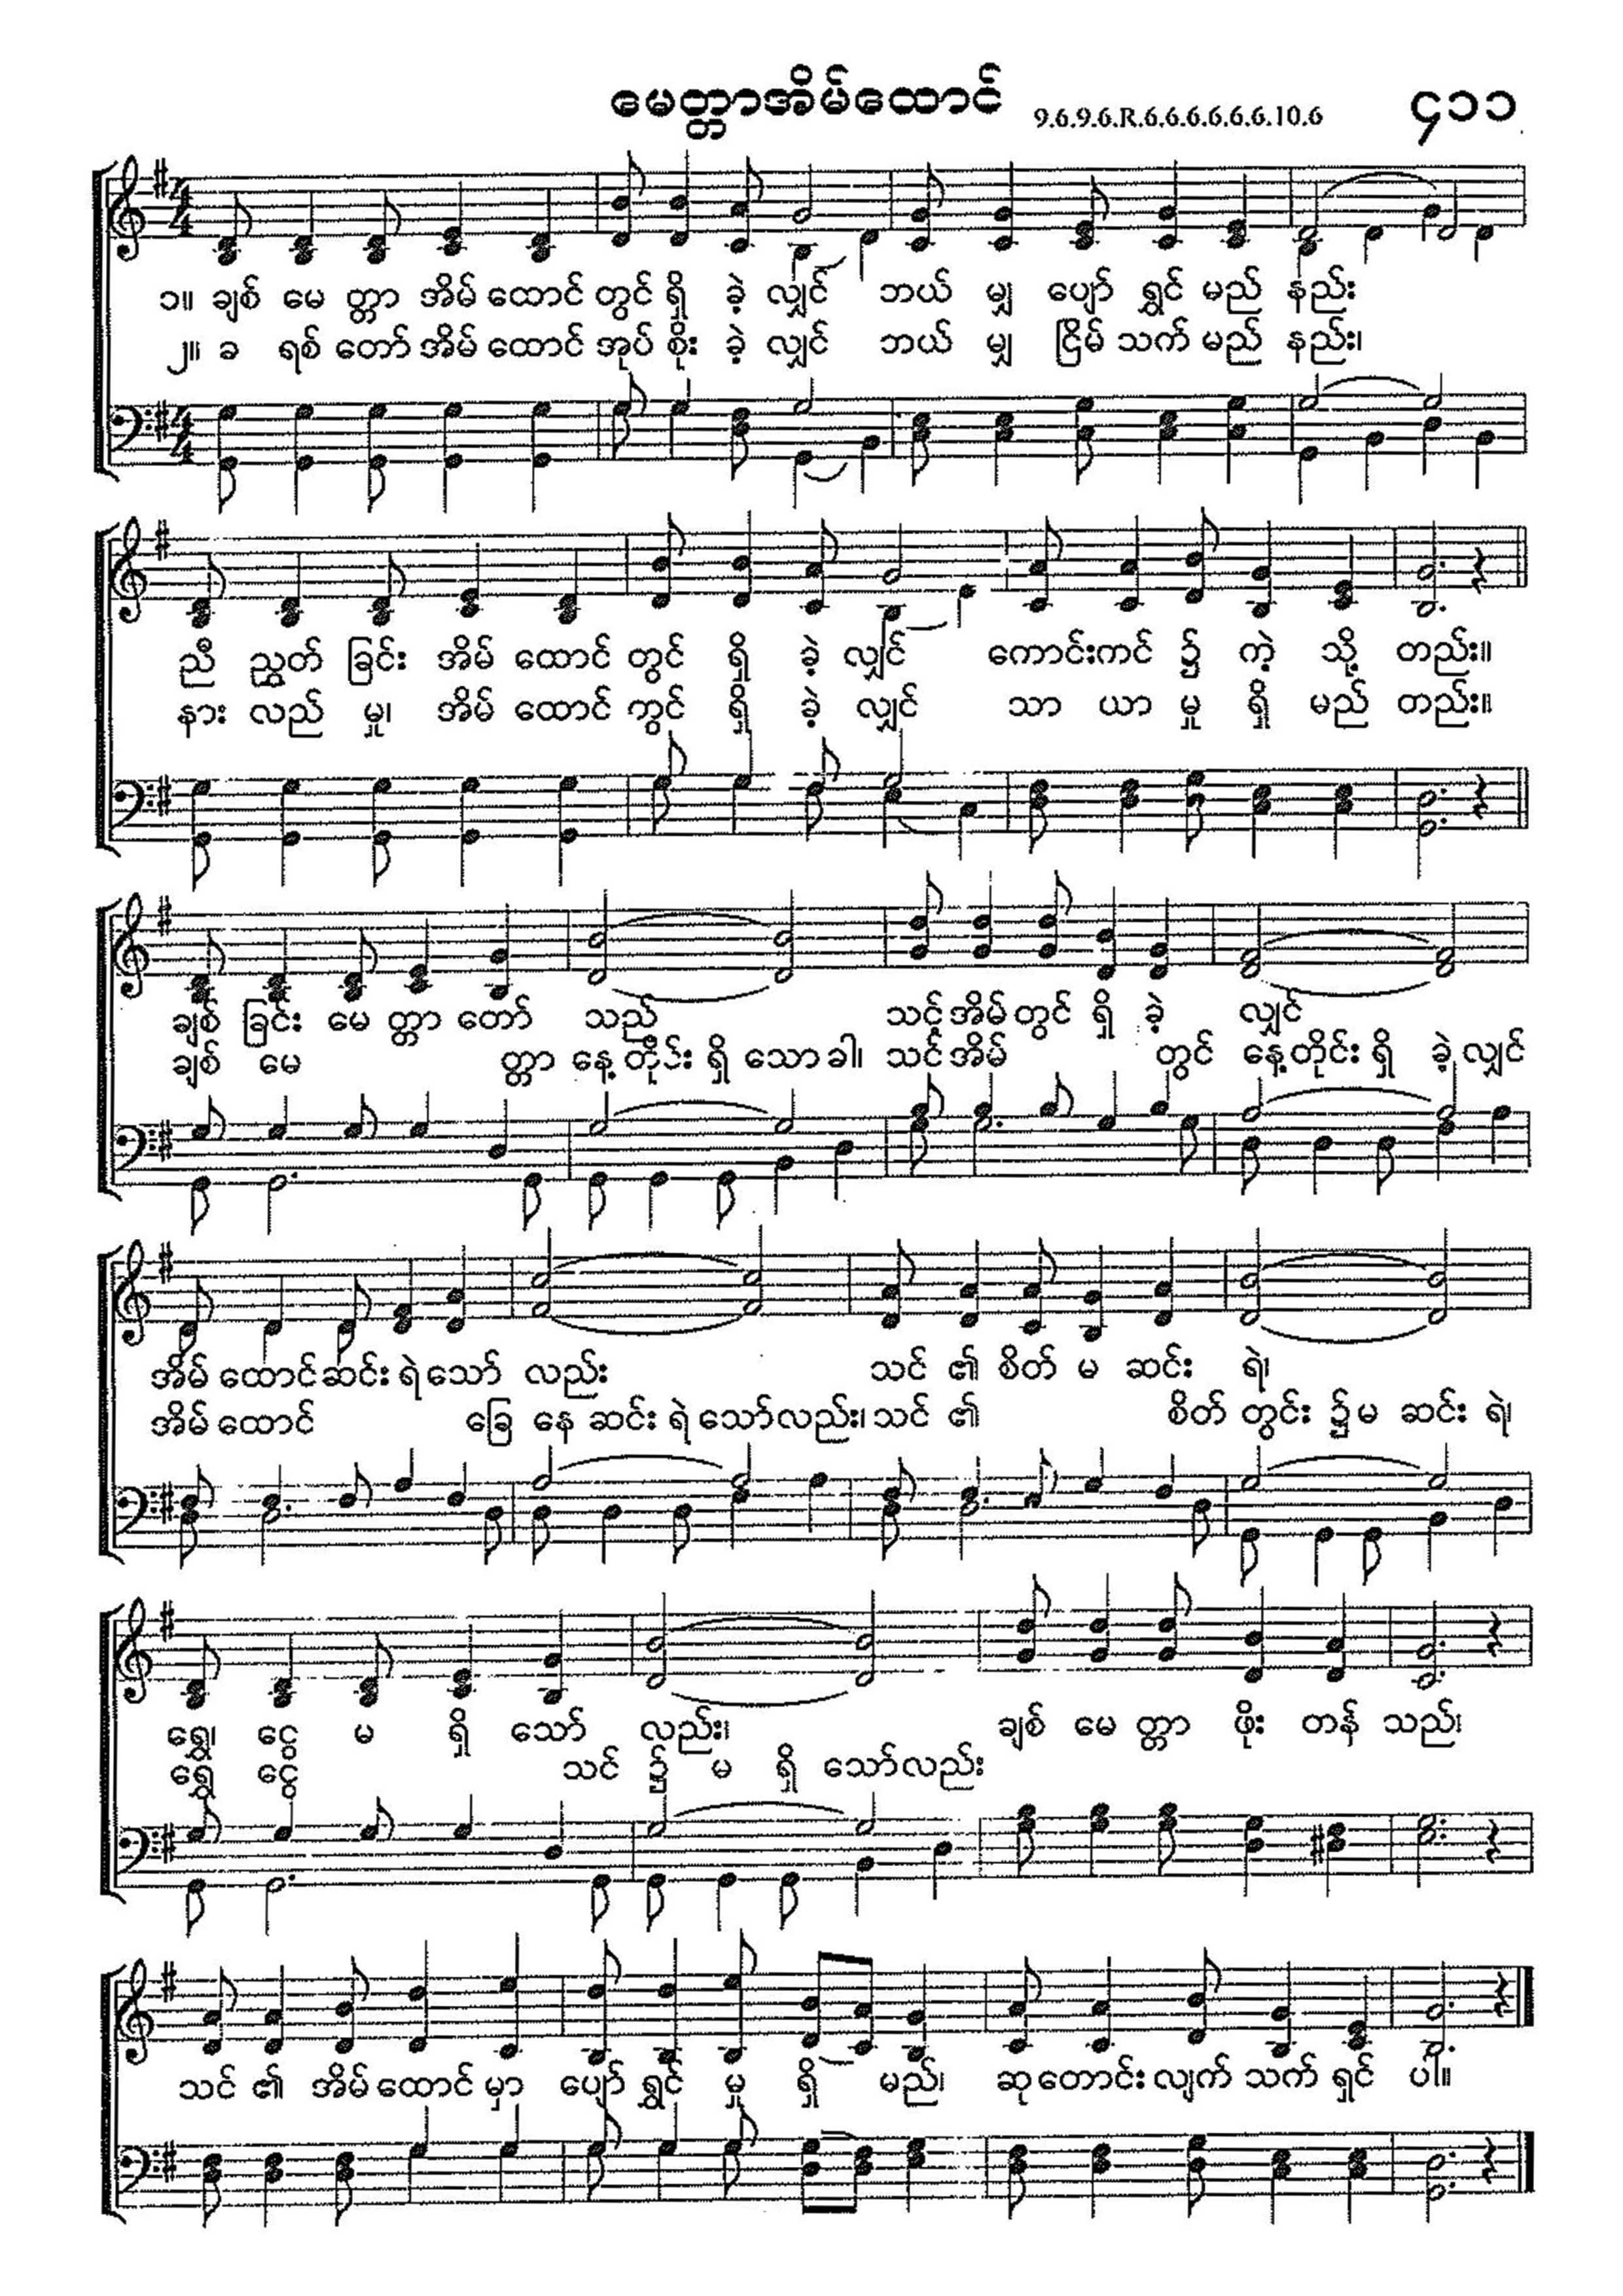 မေတ္တာအိမ်ထောင် 9.6.9.6.R.6.6.6.6.6.6.10.6 ၄၁၁
၁။ ချစ် မေ တ္တာ အိမ် ထောင် တွင် ရှိ ခဲ့ လျှင် ဘယ် မျှ ပျော် ရွှင် မည် နည်း
၂။ ခ ရစ် တော် အိမ် ထောင် အုပ် စိုး ခဲ့ လျှင် ဘယ် မျှ ငြိမ် သက် မည် နည်း၊
ညီ ညွတ် ခြင်း အိမ် ထောင် တွင် ရှိ ခဲ့ လျှင် ကောင်းကင် ၌ ကဲ့ သို့ တည်း။
နား လည် မှု၊ အိမ် ထောင် ကွင် ရှိ ခဲ့ လျှင် သာ ယာ မှု ရှိ မည် တည်း။
ချစ် ခြင်း မေ တ္တာ တော် သည် သင့် အိမ် တွင် ရှိ ခဲ့ လျှင်
ချစ် မေ တ္တာ နေ့ တိုင်း ရှိ သော ခါ၊ သင် အိမ် တွင် နေ့ တိုင်း ရှိ ခဲ့ လျှင်
အိမ် ထောင် ဆင်း ရဲ သော် လည်း သင် ၏ စိတ် မ ဆင်း ရဲ၊
အိမ် ထောင် ခြေ နေ ဆင်း ရဲ သော် လည်း၊ သင် ၏ စိတ် တွင်း ၌ မ ဆင်း ရဲ၊
ရွှေ၊ ငွေ မ ရှိ သော် လည်း၊ ချစ် မေ တ္တာ ဖိုး တန် သည်၊
ရွှေ ငွေ သင် ၌ မ ရှိ သော် လည်း
သင် ၏ အိမ် ထောင် မှာ ပျော် ရွှင် မှု ရှိ မည်၊ ဆု တောင်း လျက် သက် ရှင် ပါ။